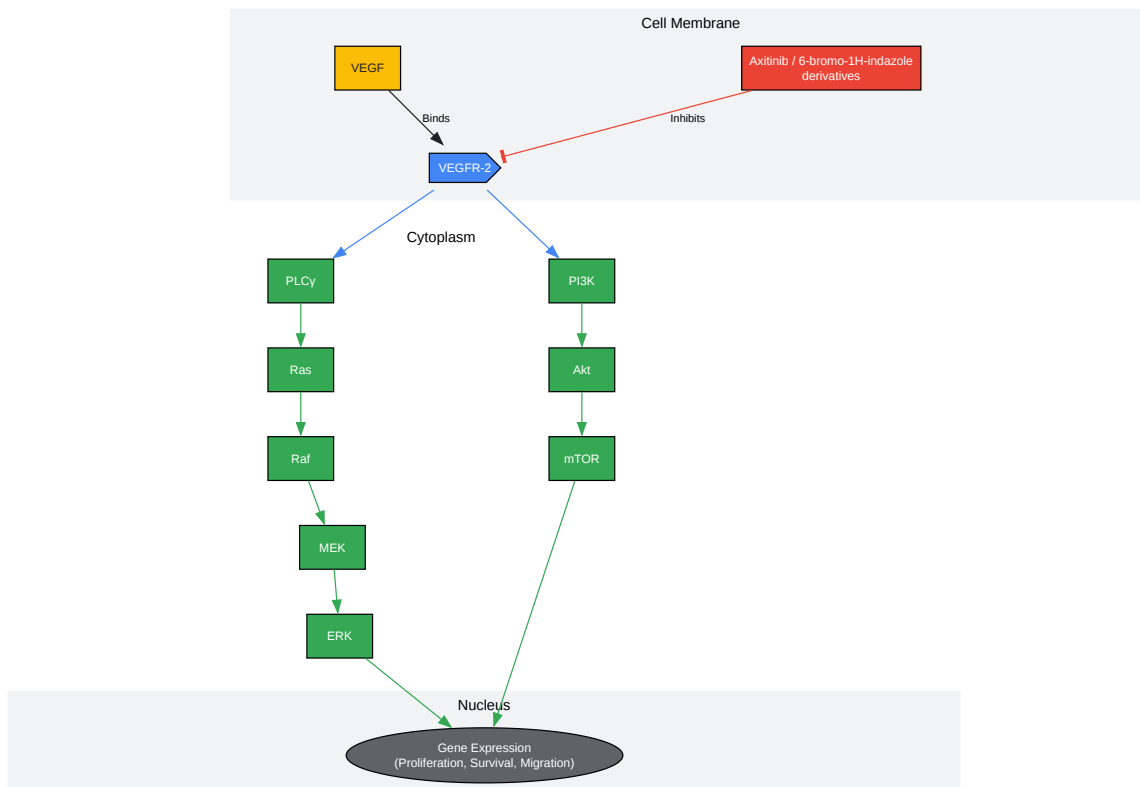 Cell Membrane
VEGF
Axitinib / 6-bromo-1H-indazole
derivatives
Binds
Inhibits
VEGFR-2
Cytoplasm
PLCγ
PI3K
Ras
Akt
Raf
mTOR
MEK
ERK
Nucleus
Gene Expression
(Proliferation, Survival, Migration)